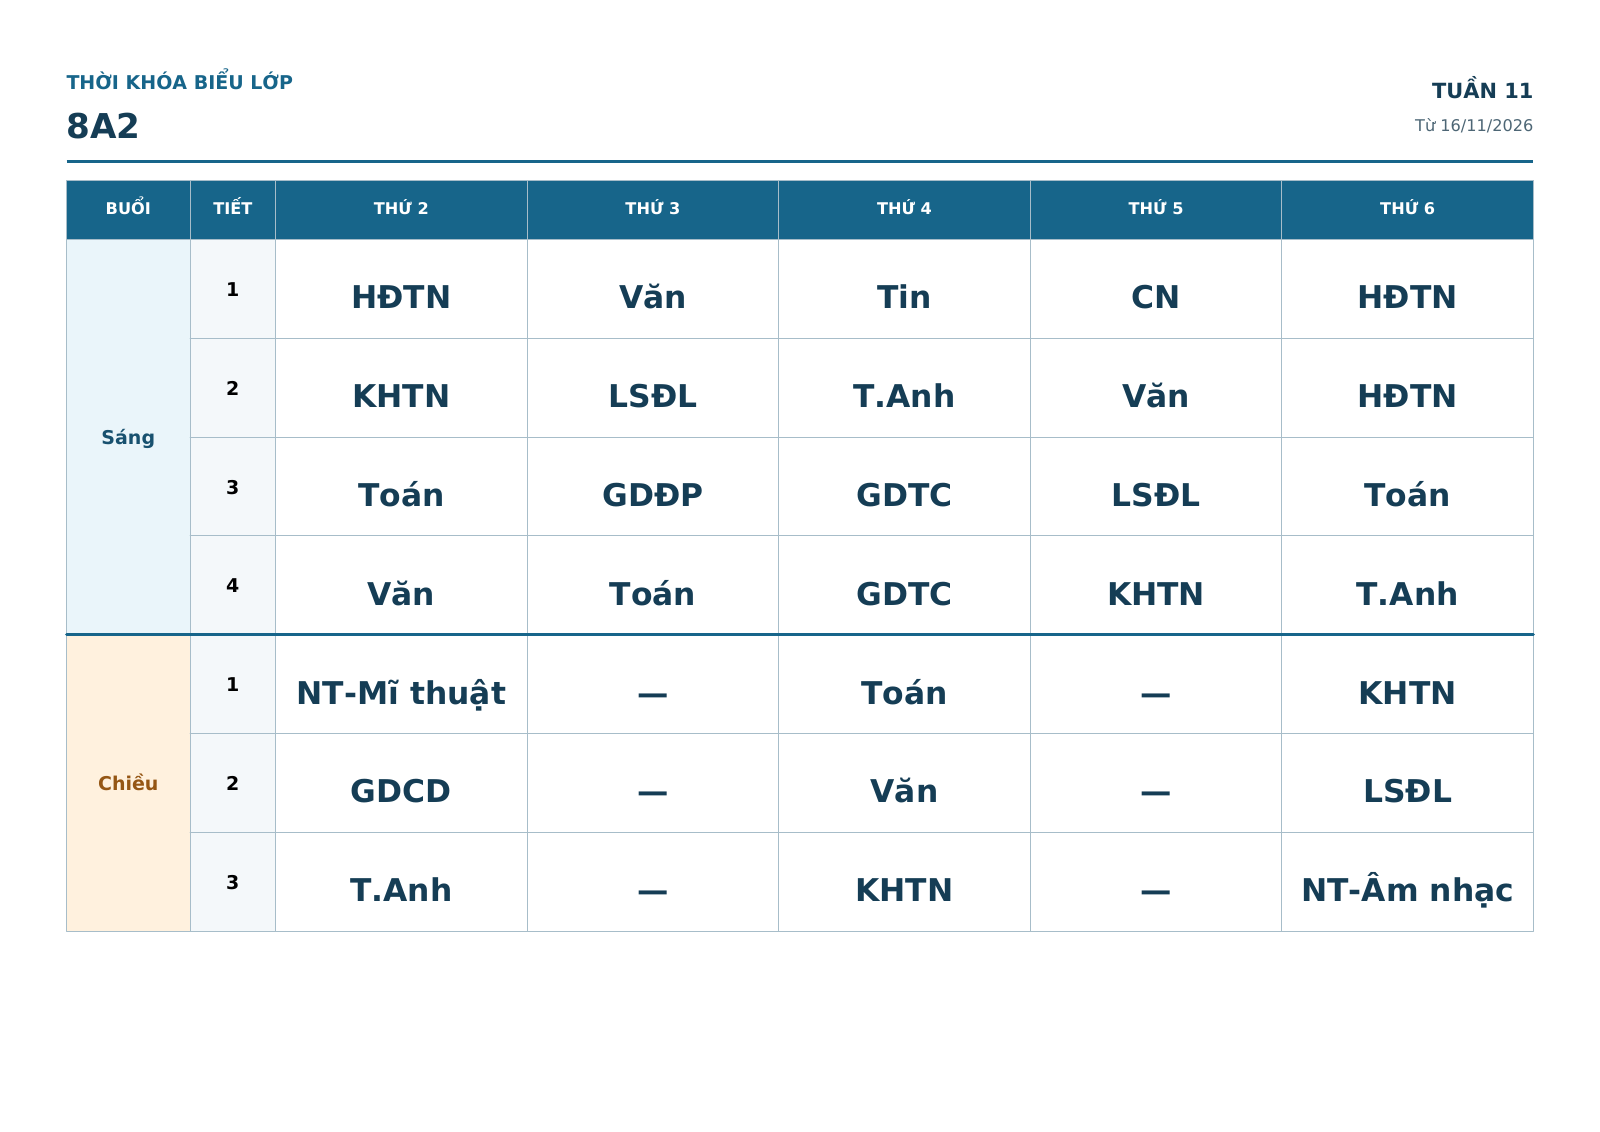 THỜI KHÓA BIỂU LỚP
8A2
TUẦN 11
Từ 16/11/2026
BUỔI TIẾT THỨ 2 THỨ 3 THỨ 4 THỨ 5 THỨ 6
Sáng
1 HĐTN Văn Tin CN HĐTN
2 KHTN LSĐL T.Anh Văn HĐTN
3 Toán GDĐP GDTC LSĐL Toán
4 Văn Toán GDTC KHTN T.Anh
Chiều
1 NT-Mĩ thuật — Toán — KHTN
2 GDCD — Văn — LSĐL
3 T.Anh — KHTN — NT-Âm nhạc